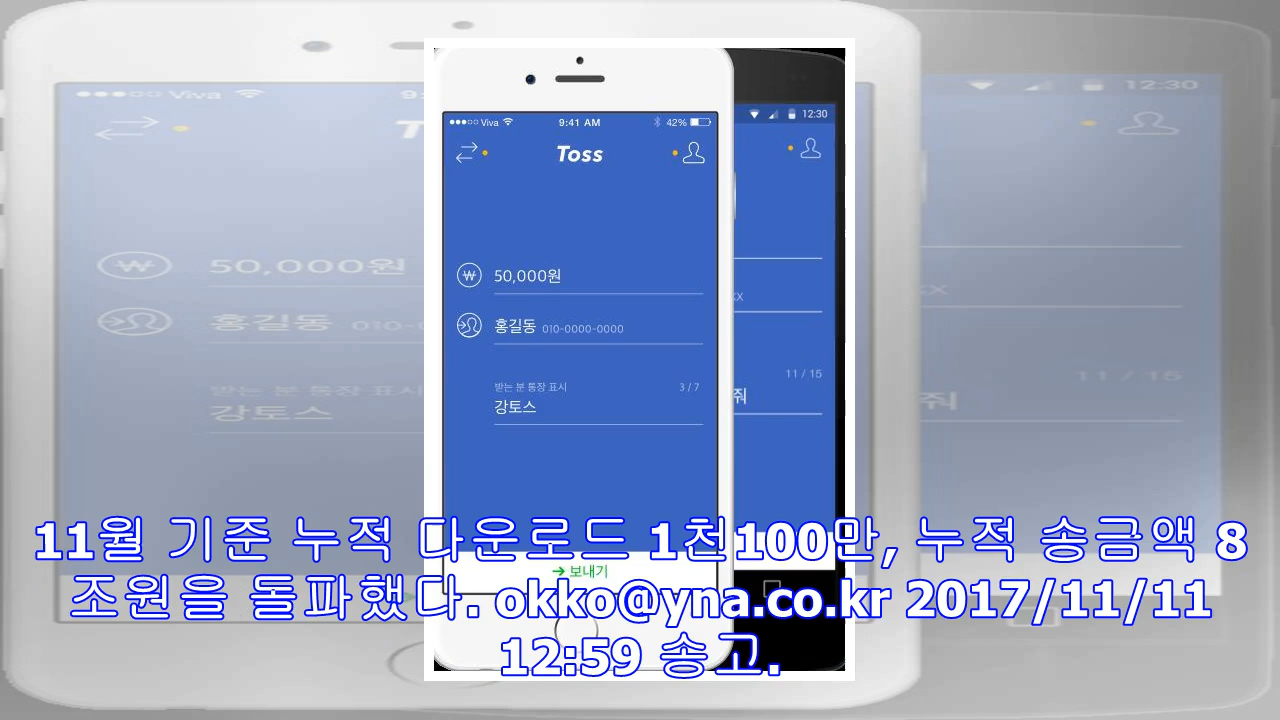 Viva 9:41 AM 42%
12:30
Toss
50,000원
홍길동 010-0000-0000
받는 분 통장 표시 3 / 7
강토스
11 / 15
줘
→ 보내기
11월 기준 누적 다운로드 1천100만, 누적 송금액 8
조원을 돌파했다. okko@yna.co.kr 2017/11/11
12:59 송고.